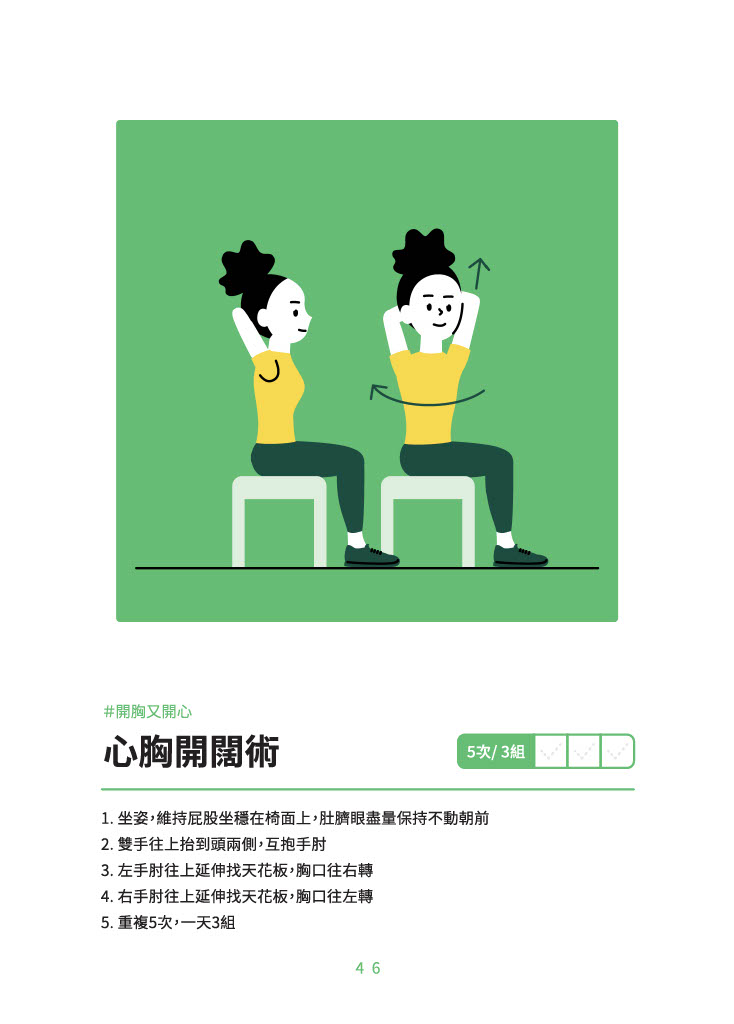 #開胸又開心
心胸開闊術
5次/ 3組
1. 坐姿，維持屁股坐穩在椅面上，肚臍眼盡量保持不動朝前
2. 雙手往上抬到頭兩側，互抱手肘
3. 左手肘往上延伸找天花板，胸口往右轉
4. 右手肘往上延伸找天花板，胸口往左轉
5. 重複5次，一天3組
46